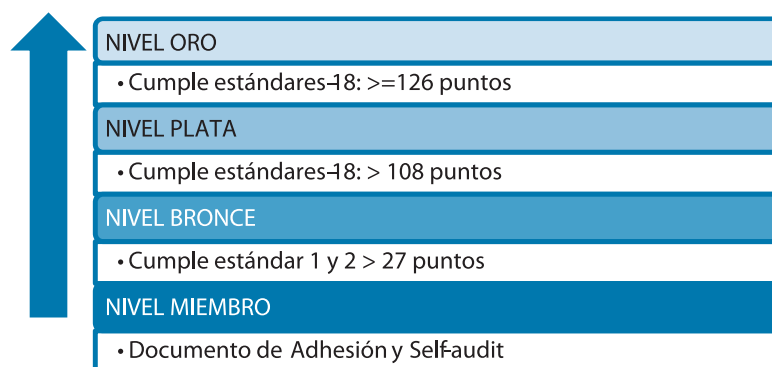 NIVEL ORO
• Cumple estándares-18: >=126 puntos
NIVEL PLATA
• Cumple estándares-18: > 108 puntos
NIVEL BRONCE
• Cumple estándar 1 y 2 > 27 puntos
NIVEL MIEMBRO
• Documento de Adhesión y Self-audit